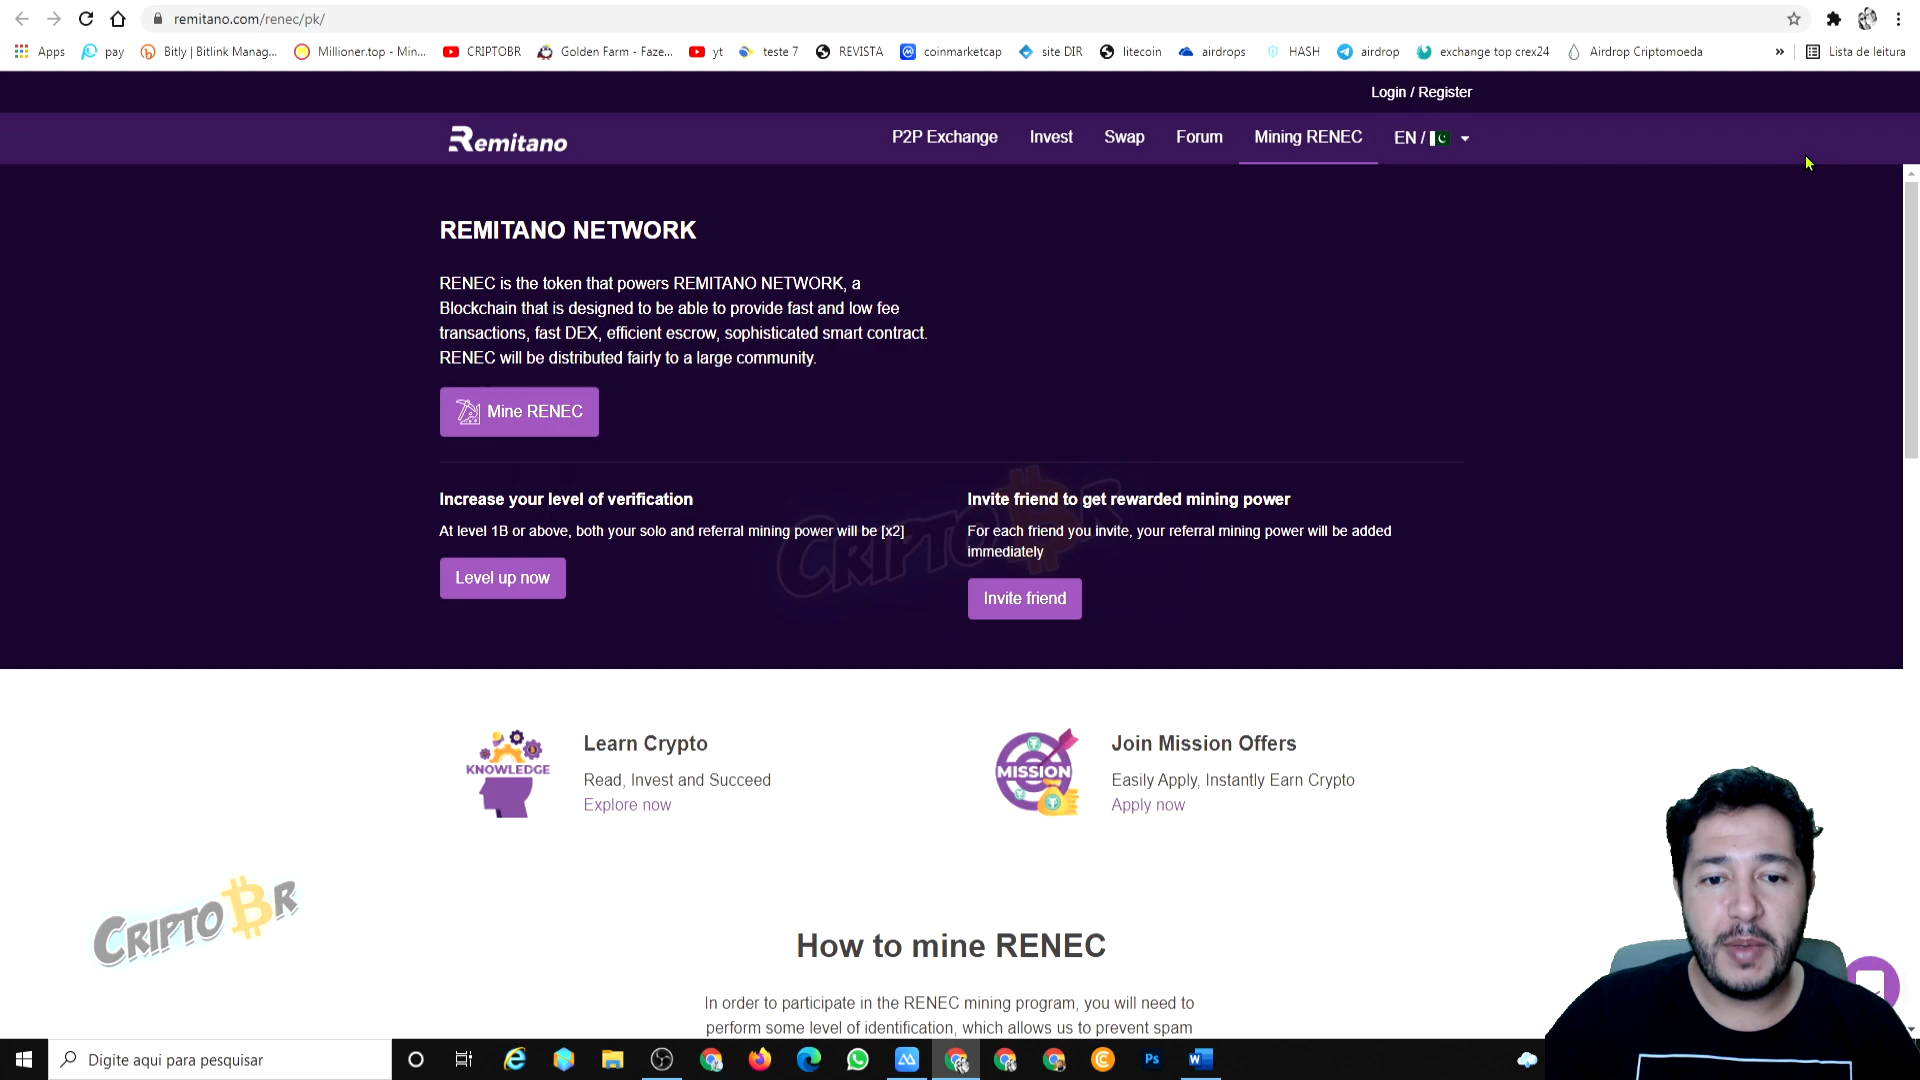 remitano.com/renec/pk/
Apps pay Bitly | Bitlink Manag... Millioner.top - Min... CRIPTOBR Golden Farm - Faze... yt teste 7 REVISTA coinmarketcap site DIR litecoin airdrops HASH airdrop exchange top crex24 Airdrop Criptomoeda » Lista de leitura
Login / Register
Remitano P2P Exchange Invest Swap Forum Mining RENEC EN /
REMITANO NETWORK
RENEC is the token that powers REMITANO NETWORK, a
Blockchain that is designed to be able to provide fast and low fee
transactions, fast DEX, efficient escrow, sophisticated smart contract.
RENEC will be distributed fairly to a large community.
Mine RENEC
Increase your level of verification
At level 1B or above, both your solo and referral mining power will be [x2]
Level up now
Invite friend to get rewarded mining power
For each friend you invite, your referral mining power will be added
immediately
Invite friend
CRIPTOBR
KNOWLEDGE
Learn Crypto
Read, Invest and Succeed
Explore now
MISSION
Join Mission Offers
Easily Apply, Instantly Earn Crypto
Apply now
CRIPTOBR
How to mine RENEC
In order to participate in the RENEC mining program, you will need to
perform some level of identification, which allows us to prevent spam
Digite aqui para pesquisar
Ps
W